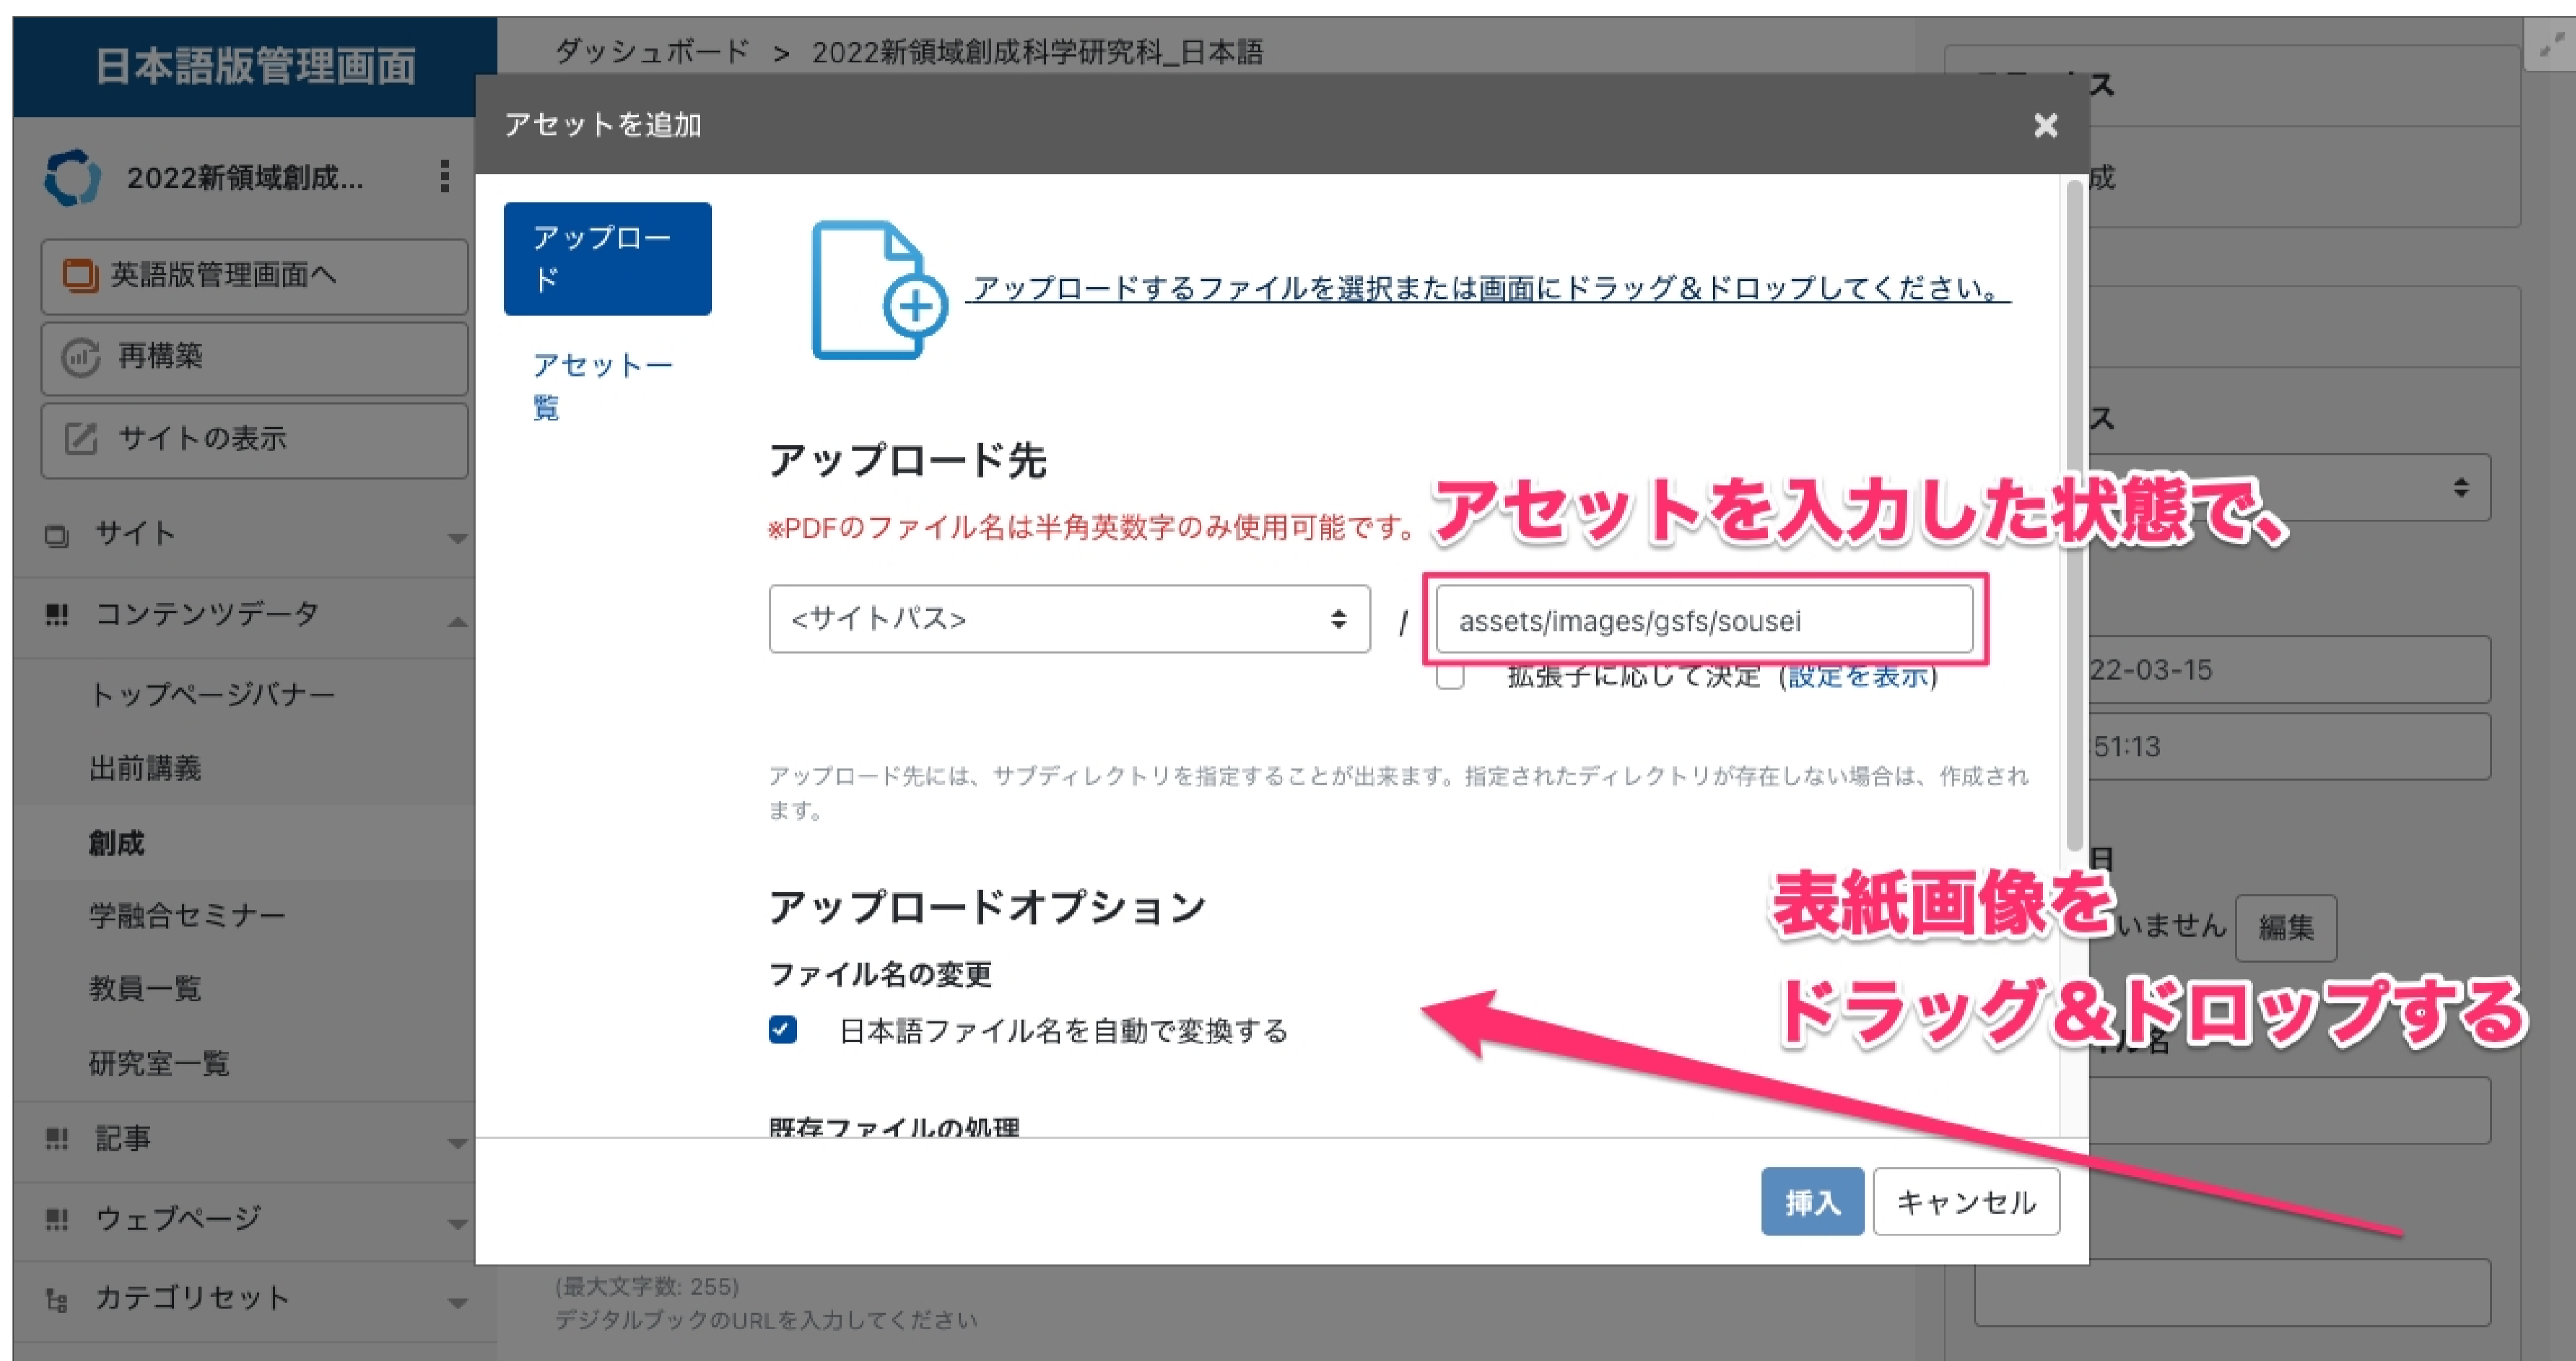 日本語版管理画面
ダッシュボード > 2022新領域創成科学研究科_日本語
2022新領域創成...
英語版管理画面へ
再構築
サイトの表示
サイト
コンテンツデータ
トップページバナー
出前講義
創成
学融合セミナー
教員一覧
研究室一覧
記事
ウェブページ
カテゴリセット
アセットを追加
アップロー
ド
アセット一
覧
アップロードするファイルを選択または画面にドラッグ＆ドロップしてください。
アップロード先
※PDFのファイル名は半角英数字のみ使用可能です。
アセットを入力した状態で、
<サイトパス>
/
assets/images/gsfs/sousei
拡張子に応じて決定 (設定を表示)
アップロード先には、サブディレクトリを指定することが出来ます。指定されたディレクトリが存在しない場合は、作成され
ます。
アップロードオプション
ファイル名の変更
日本語ファイル名を自動で変換する
既存ファイルの処理
表紙画像を
ドラッグ&ドロップする
挿入
キャンセル
(最大文字数: 255)
デジタルブックのURLを入力してください
ス
成
ス
22-03-15
51:13
日
いません
編集
ル名